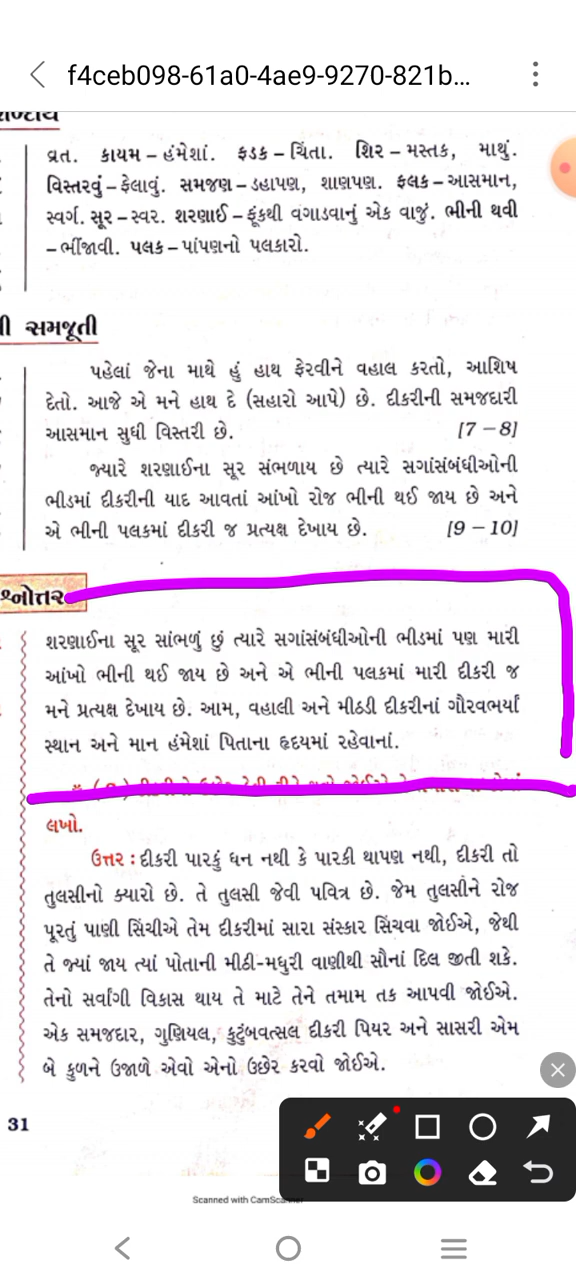 f4ceb098-61a0-4ae9-9270-821b...
વ્રત. કાયમ – હંમેશાં. ફડક – ચિંતા. શિર – મસ્તક, માથું.
વિસ્તરવું – ફેલાવું. સમજણ – ડહાપણ, શાણપણ. ફલક – આસમાન,
સ્વર્ગ. સૂર – સ્વર. શરણાઈ – ફૂંકથી વગાડવાનું એક વાજું. ભીની થવી
– ભીંજાવી. પલક – પાંપણનો પલકારો.
ની સમજૂતી
પહેલાં જેના માથે હું હાથ ફેરવીને વહાલ કરતો, આશિષ
દેતો. આજે એ મને હાથ દે (સહારો આપે) છે. દીકરીની સમજદારી
આસમાન સુધી વિસ્તરી છે. [7 – 8]
જ્યારે શરણાઈના સૂર સંભળાય છે ત્યારે સગાંસંબંધીઓની
ભીડમાં દીકરીની યાદ આવતાં આંખો રોજ ભીની થઈ જાય છે અને
એ ભીની પલકમાં દીકરી જ પ્રત્યક્ષ દેખાય છે. [9 – 10]
શ્નોત્તર
શરણાઈના સૂર સાંભળું છું ત્યારે સગાંસંબંધીઓની ભીડમાં પણ મારી
આંખો ભીની થઈ જાય છે અને એ ભીની પલકમાં મારી દીકરી જ
મને પ્રત્યક્ષ દેખાય છે. આમ, વહાલી અને મીઠડી દીકરીનાં ગૌરવભર્યાં
સ્થાન અને માન હંમેશાં પિતાના હૃદયમાં રહેવાનાં.
લખો.
ઉત્તર : દીકરી પારકું ધન નથી કે પારકી થાપણ નથી, દીકરી તો
તુલસીનો ક્યારો છે. તે તુલસી જેવી પવિત્ર છે. જેમ તુલસીને રોજ
પૂરતું પાણી સિંચીએ તેમ દીકરીમાં સારા સંસ્કાર સિંચવા જોઈએ, જેથી
તે જ્યાં જાય ત્યાં પોતાની મીઠી-મધુરી વાણીથી સૌનાં દિલ જીતી શકે.
તેનો સર્વાંગી વિકાસ થાય તે માટે તેને તમામ તક આપવી જોઈએ.
એક સમજદાર, ગુણિયલ, કુટુંબવત્સલ દીકરી પિયર અને સાસરી એમ
બે કુળને ઉજાળે એવો એનો ઉછેર કરવો જોઈએ.
31
Scanned with CamSca